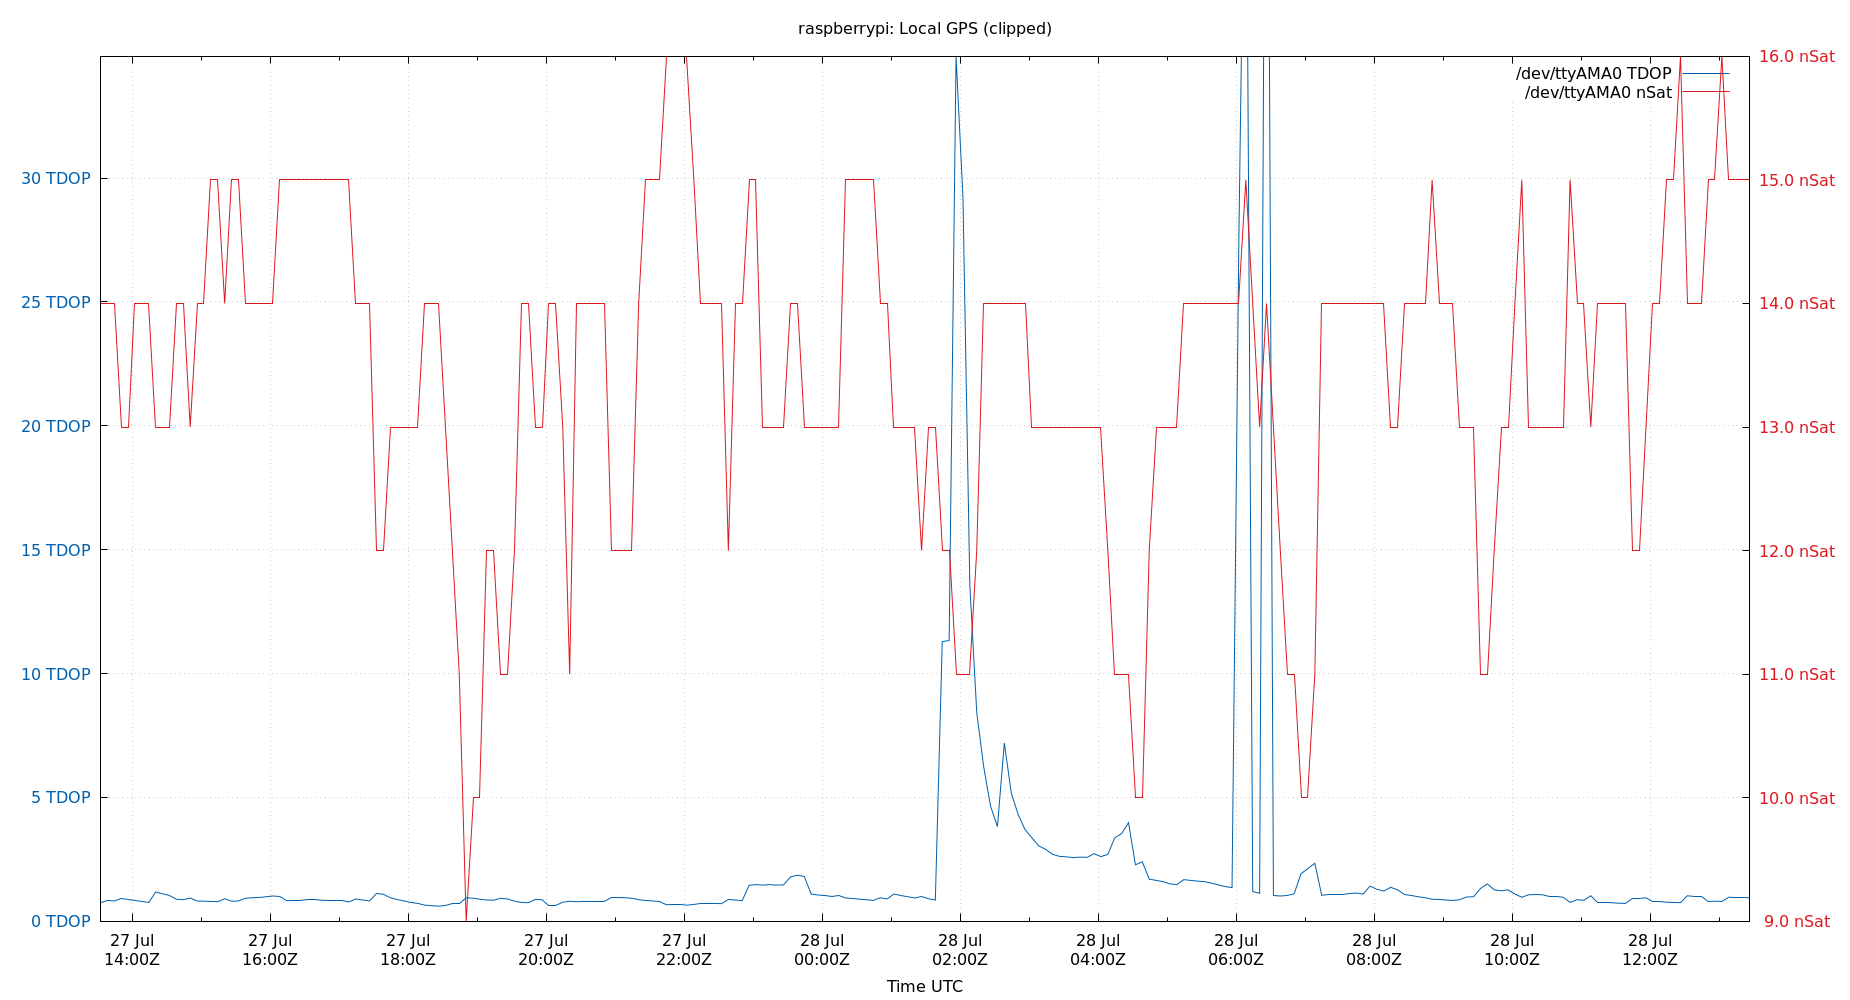 raspberrypi: Local GPS (clipped)
/dev/ttyAMA0 TDOP
/dev/ttyAMA0 nSat
30 TDOP
25 TDOP
20 TDOP
15 TDOP
10 TDOP
5 TDOP
0 TDOP
16.0 nSat
15.0 nSat
14.0 nSat
13.0 nSat
12.0 nSat
11.0 nSat
10.0 nSat
9.0 nSat
27 Jul
14:00Z
27 Jul
16:00Z
27 Jul
18:00Z
27 Jul
20:00Z
27 Jul
22:00Z
28 Jul
00:00Z
28 Jul
02:00Z
28 Jul
04:00Z
28 Jul
06:00Z
28 Jul
08:00Z
28 Jul
10:00Z
28 Jul
12:00Z
Time UTC